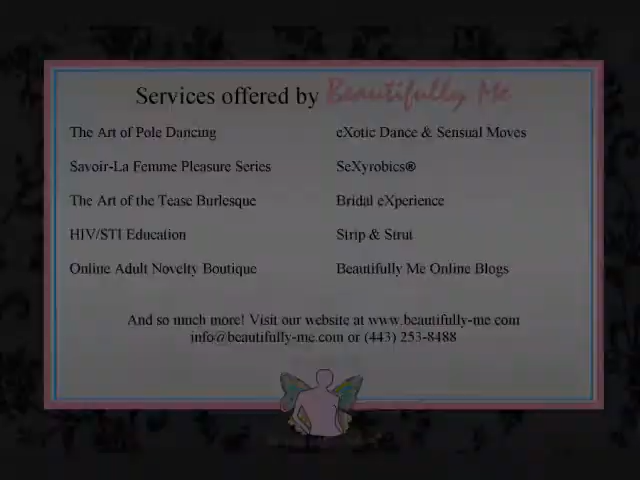 Services offered by Beautifully Me
The Art of Pole Dancing
eXotic Dance & Sensual Moves
Savoir-La Femme Pleasure Series
SeXyrobics®
The Art of the Tease Burlesque
Bridal eXperience
HIV/STI Education
Strip & Strut
Online Adult Novelty Boutique
Beautifully Me Online Blogs
And so much more! Visit our website at www.beautifully-me.com
info@beautifully-me.com or (443) 253-8488